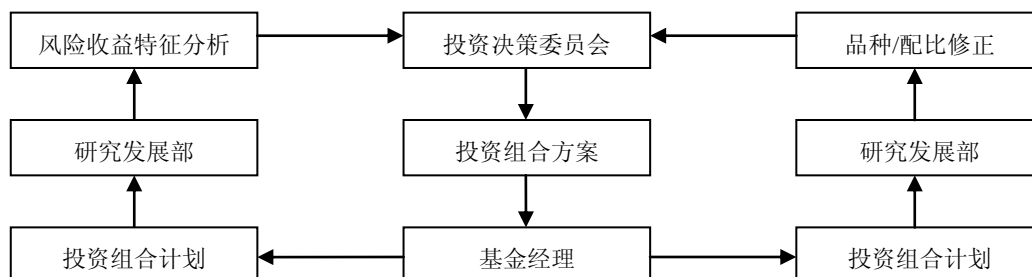 风险收益特征分析
投资决策委员会
品种/配比修正
研究发展部
投资组合方案
研究发展部
投资组合计划
基金经理
投资组合计划